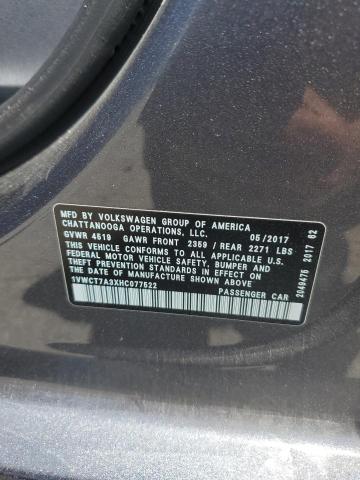 MFD BY VOLKSWAGEN GROUP OF AMERICA
CHATTANOOGA OPERATIONS, LLC. 05/2017
GVWR 4519 GAWR FRONT 2359 / REAR 2271 LBS
THIS VEHICLE CONFORMS TO ALL APPLICABLE U.S.
FEDERAL MOTOR VEHICLE SAFETY, BUMPER AND
THEFT PREVENTION STANDARDS IN EFFECT ON THE
DATE OF MANUFACTURE SHOWN ABOVE.
1VWCT7A3XHC077522 PASSENGER CAR
2049475 2017 62